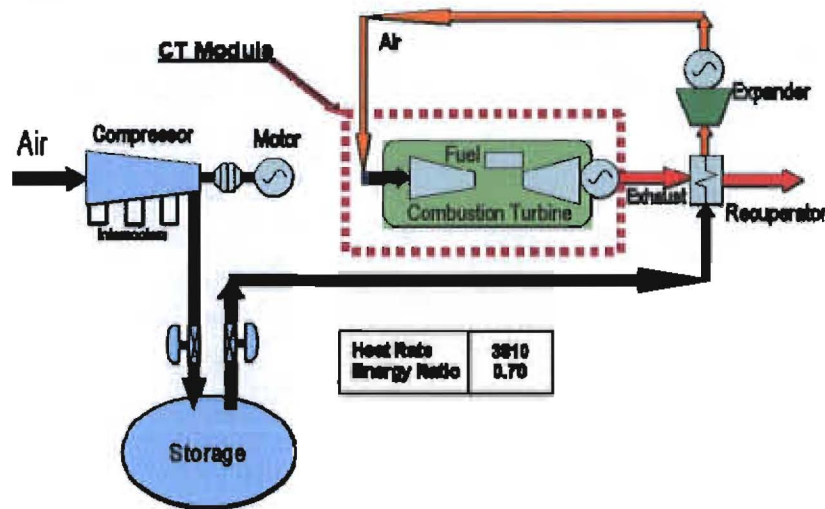 CT Module
Air
Expander
Compressor
Motor
Air
Fuel
Combustion Turbine
Exhaust
Recuperator
Intercoolers
Storage
Heat Rate 3810
Energy Ratio 0.70